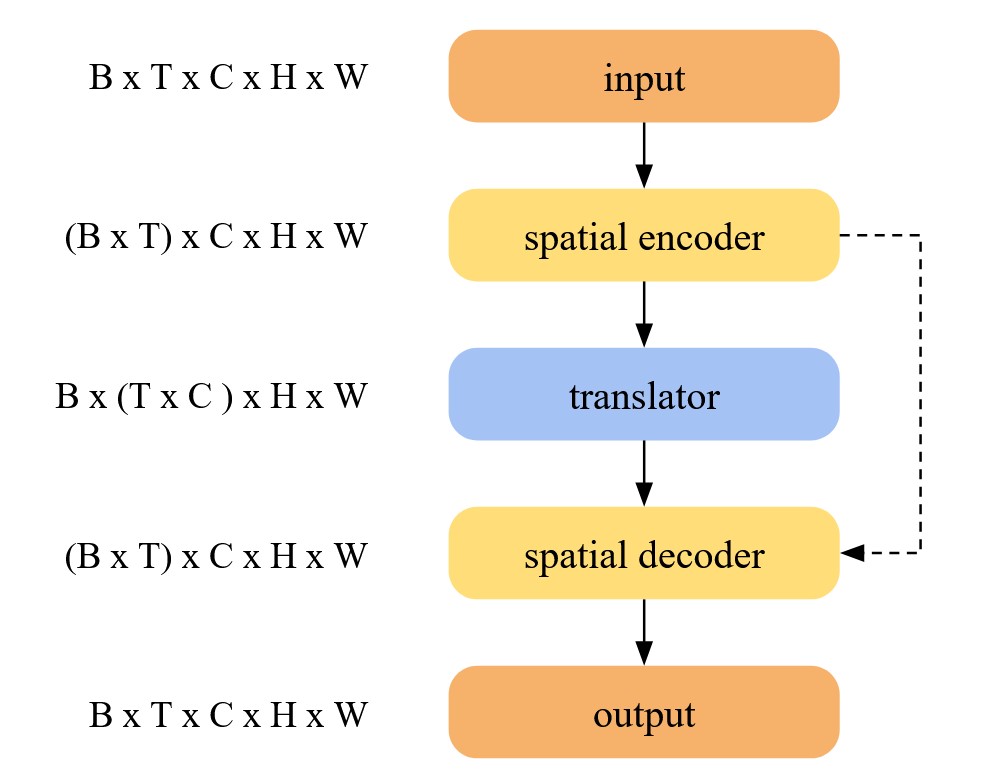 B x T x C x H x W
input
(B x T) x C x H x W
spatial encoder
B x (T x C ) x H x W
translator
(B x T) x C x H x W
spatial decoder
B x T x C x H x W
output